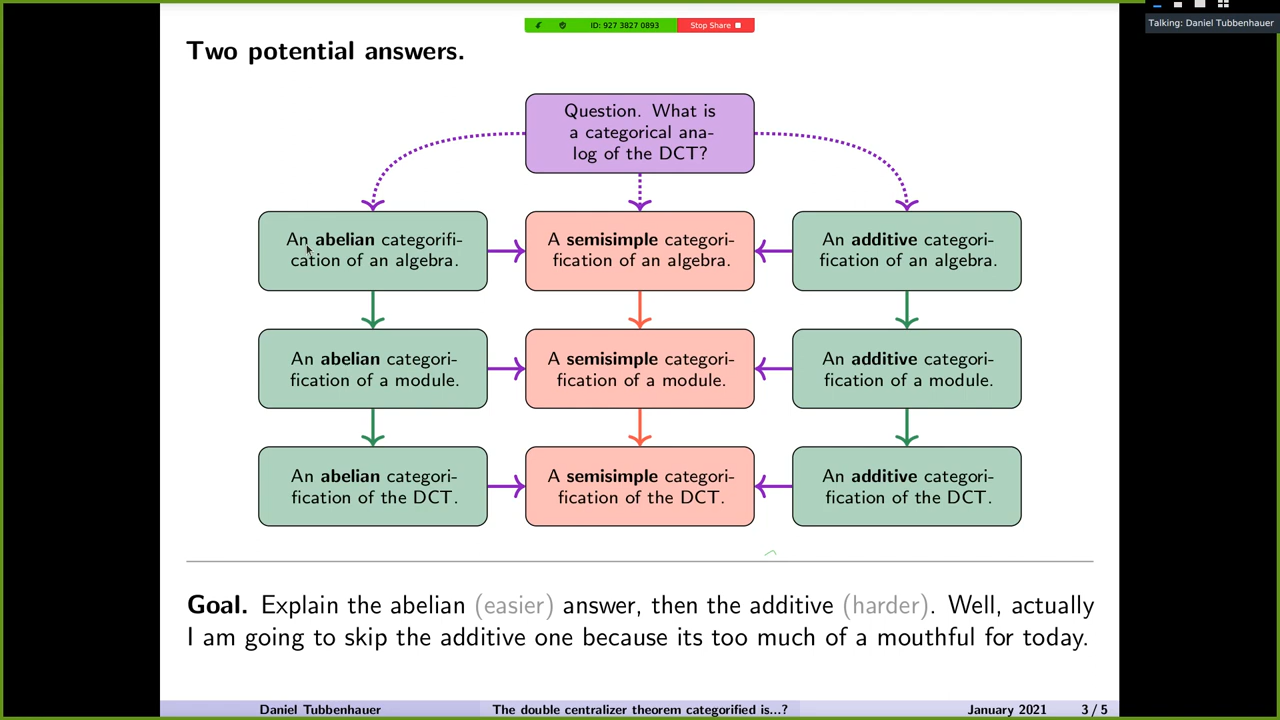 ID: 927 3827 0893
Stop Share
Talking: Daniel Tubbenhauer
Two potential answers.
Question. What is
a categorical ana-
log of the DCT?
An abelian categorifi-
cation of an algebra.
A semisimple categori-
fication of an algebra.
An additive categori-
fication of an algebra.
An abelian categori-
fication of a module.
A semisimple categori-
fication of a module.
An additive categori-
fication of a module.
An abelian categori-
fication of the DCT.
A semisimple categori-
fication of the DCT.
An additive categori-
fication of the DCT.
Goal. Explain the abelian (easier) answer, then the additive (harder). Well, actually
I am going to skip the additive one because its too much of a mouthful for today.
Daniel Tubbenhauer
The double centralizer theorem categorified is...?
January 2021
3 / 5